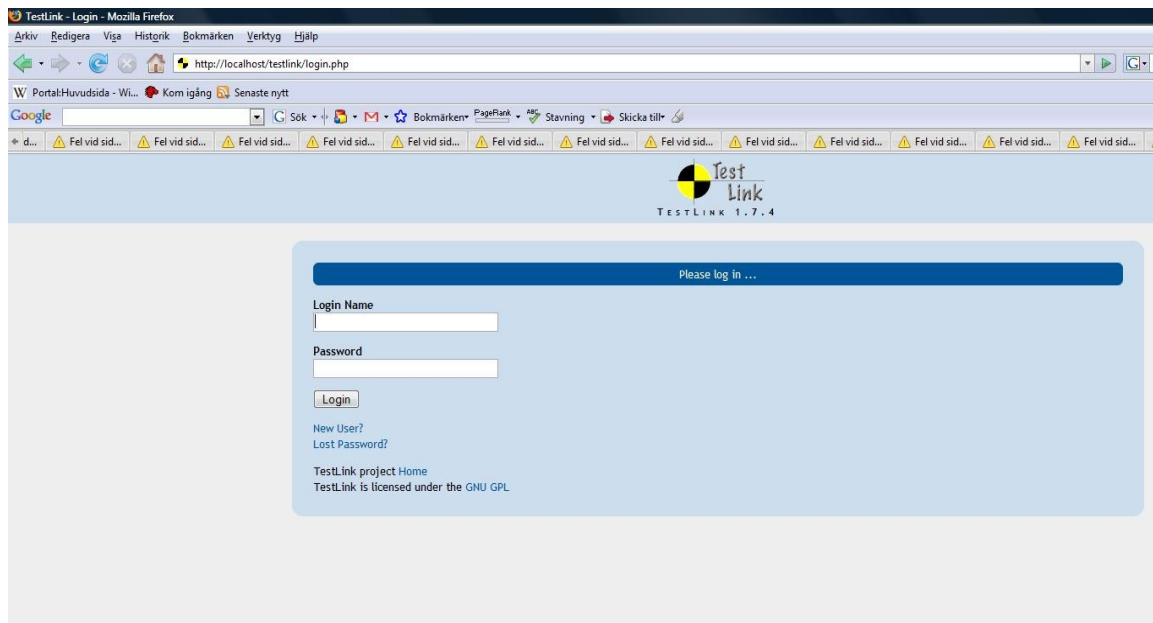 TestLink - Login - Mozilla Firefox
Arkiv Redigera Visa Historik Bokmärken Verktyg Hjälp
http://localhost/testlink/login.php
G
W Portal:Huvudsida - Wi... Kom igång Senaste nytt
Google G Sök Bokmärken PageRank ABC Stavning Skicka till
d... Fel vid sid... Fel vid sid... Fel vid sid... Fel vid sid... Fel vid sid... Fel vid sid... Fel vid sid... Fel vid sid... Fel vid sid... Fel vid sid... Fel vid sid... Fel vid sid... Fel vid sid...
Test
Link
TESTLINK 1.7.4
Please log in ...
Login Name
Password
Login
New User?
Lost Password?
TestLink project Home
TestLink is licensed under the GNU GPL